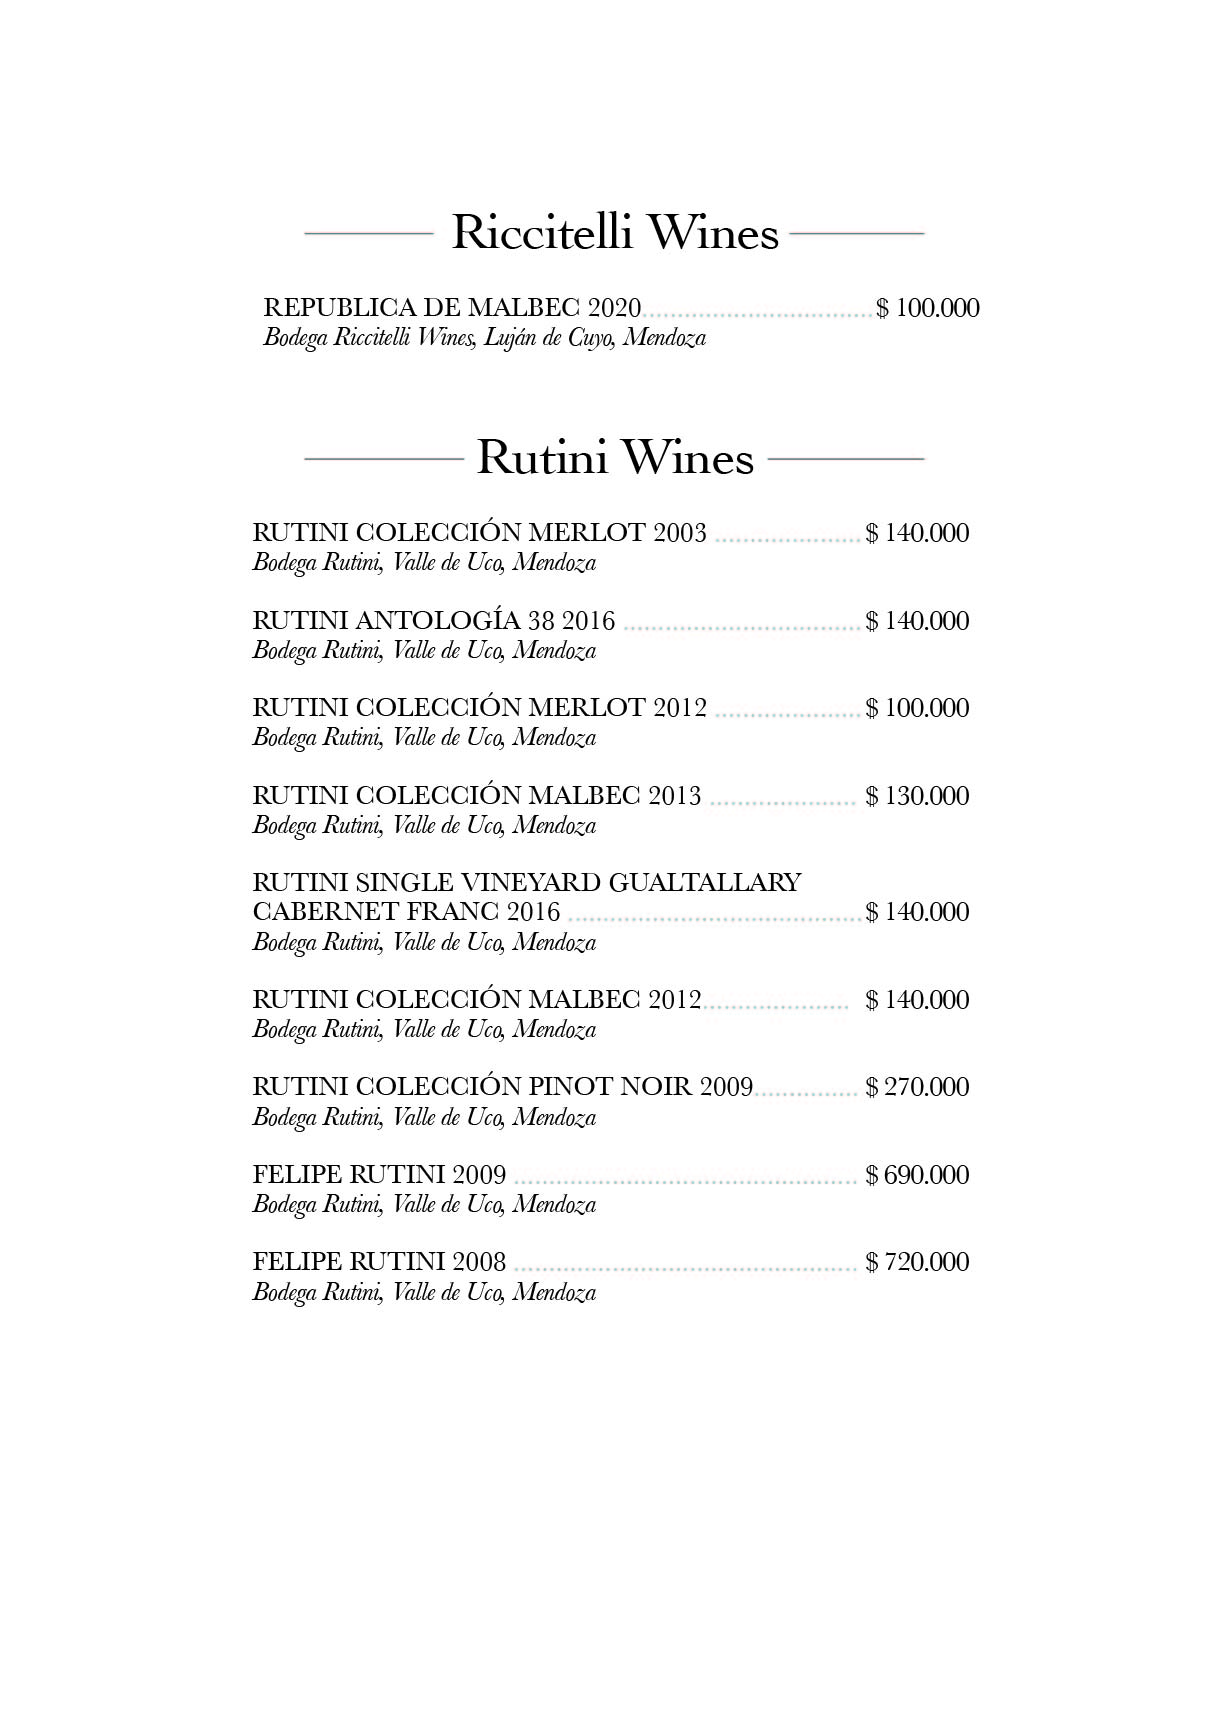 Riccitelli Wines
REPUBLICA DE MALBEC 2020 $ 100.000
Bodega Riccitelli Wines, Luján de Cuyo, Mendoza
Rutini Wines
RUTINI COLECCIÓN MERLOT 2003 $ 140.000
Bodega Rutini, Valle de Uco, Mendoza
RUTINI ANTOLOGÍA 38 2016 $ 140.000
Bodega Rutini, Valle de Uco, Mendoza
RUTINI COLECCIÓN MERLOT 2012 $ 100.000
Bodega Rutini, Valle de Uco, Mendoza
RUTINI COLECCIÓN MALBEC 2013 $ 130.000
Bodega Rutini, Valle de Uco, Mendoza
RUTINI SINGLE VINEYARD GUALTALLARY
CABERNET FRANC 2016 $ 140.000
Bodega Rutini, Valle de Uco, Mendoza
RUTINI COLECCIÓN MALBEC 2012 $ 140.000
Bodega Rutini, Valle de Uco, Mendoza
RUTINI COLECCIÓN PINOT NOIR 2009 $ 270.000
Bodega Rutini, Valle de Uco, Mendoza
FELIPE RUTINI 2009 $ 690.000
Bodega Rutini, Valle de Uco, Mendoza
FELIPE RUTINI 2008 $ 720.000
Bodega Rutini, Valle de Uco, Mendoza